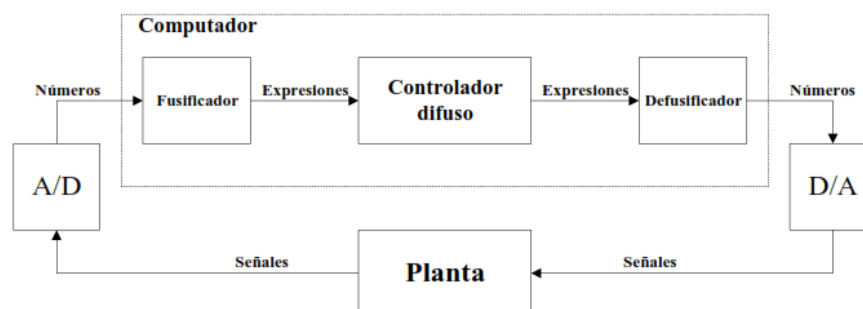 Computador
Números
Fusificador
Expresiones
Controlador
difuso
Expresiones
Defusificador
Números
A/D
D/A
Señales
Planta
Señales